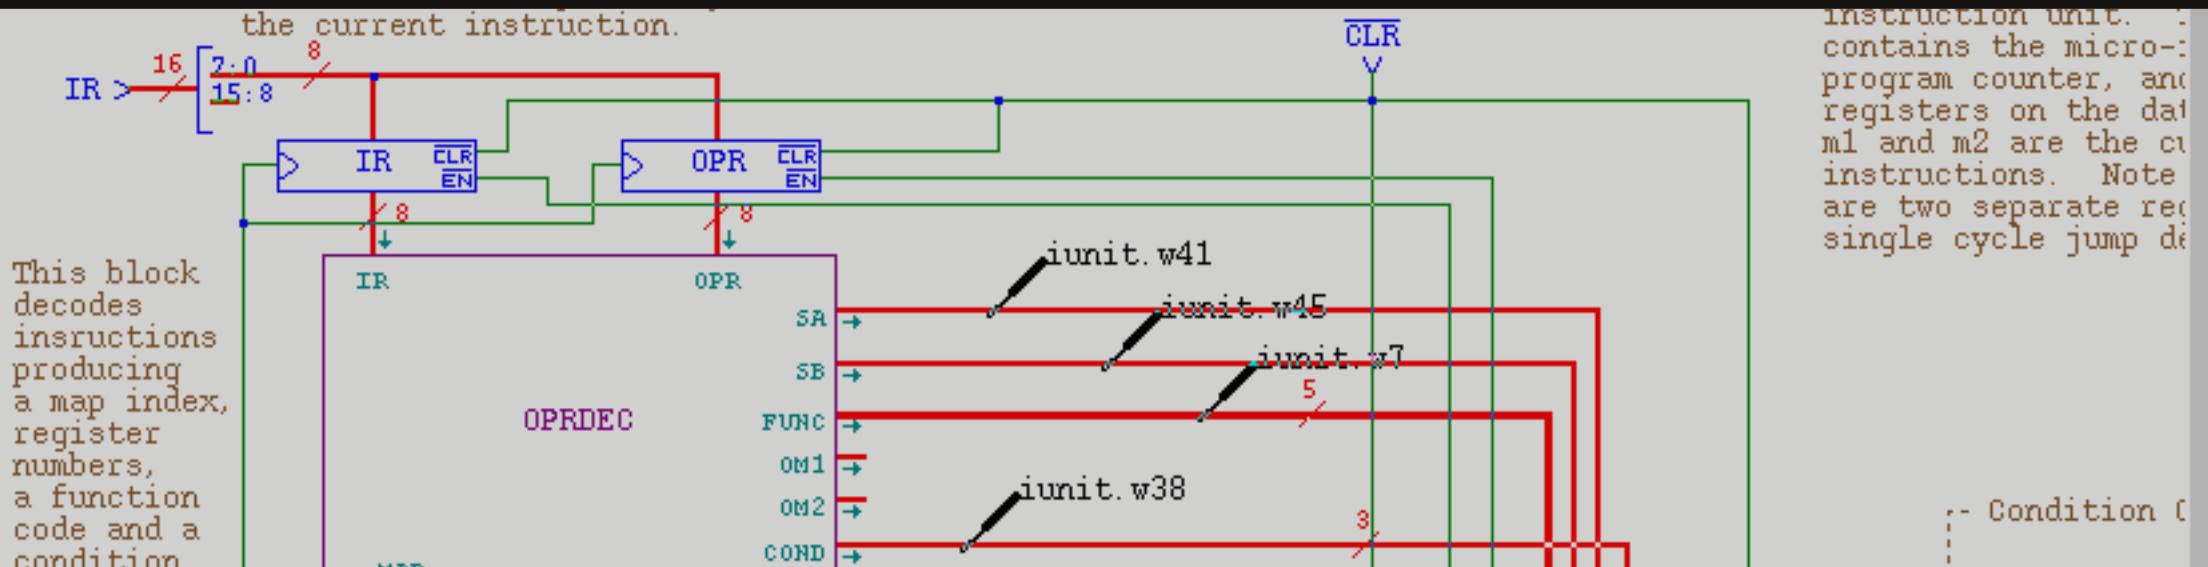 the current instruction.
IR
16
7:0
15:8
8
CLR
instruction unit.
contains the micro-
program counter, and
registers on the dat
m1 and m2 are the cu
instructions.  Note
are two separate reg
single cycle jump de
IR
CLR
EN
OPR
CLR
EN
8
8
This block
decodes
insructions
producing
a map index,
register
numbers,
a function
code and a
condition
IR
OPR
OPRDEC
SA
SB
FUNC
OM1
OM2
COND
iunit.w41
iunit.w45
iunit.w7
5
iunit.w38
3
Condition